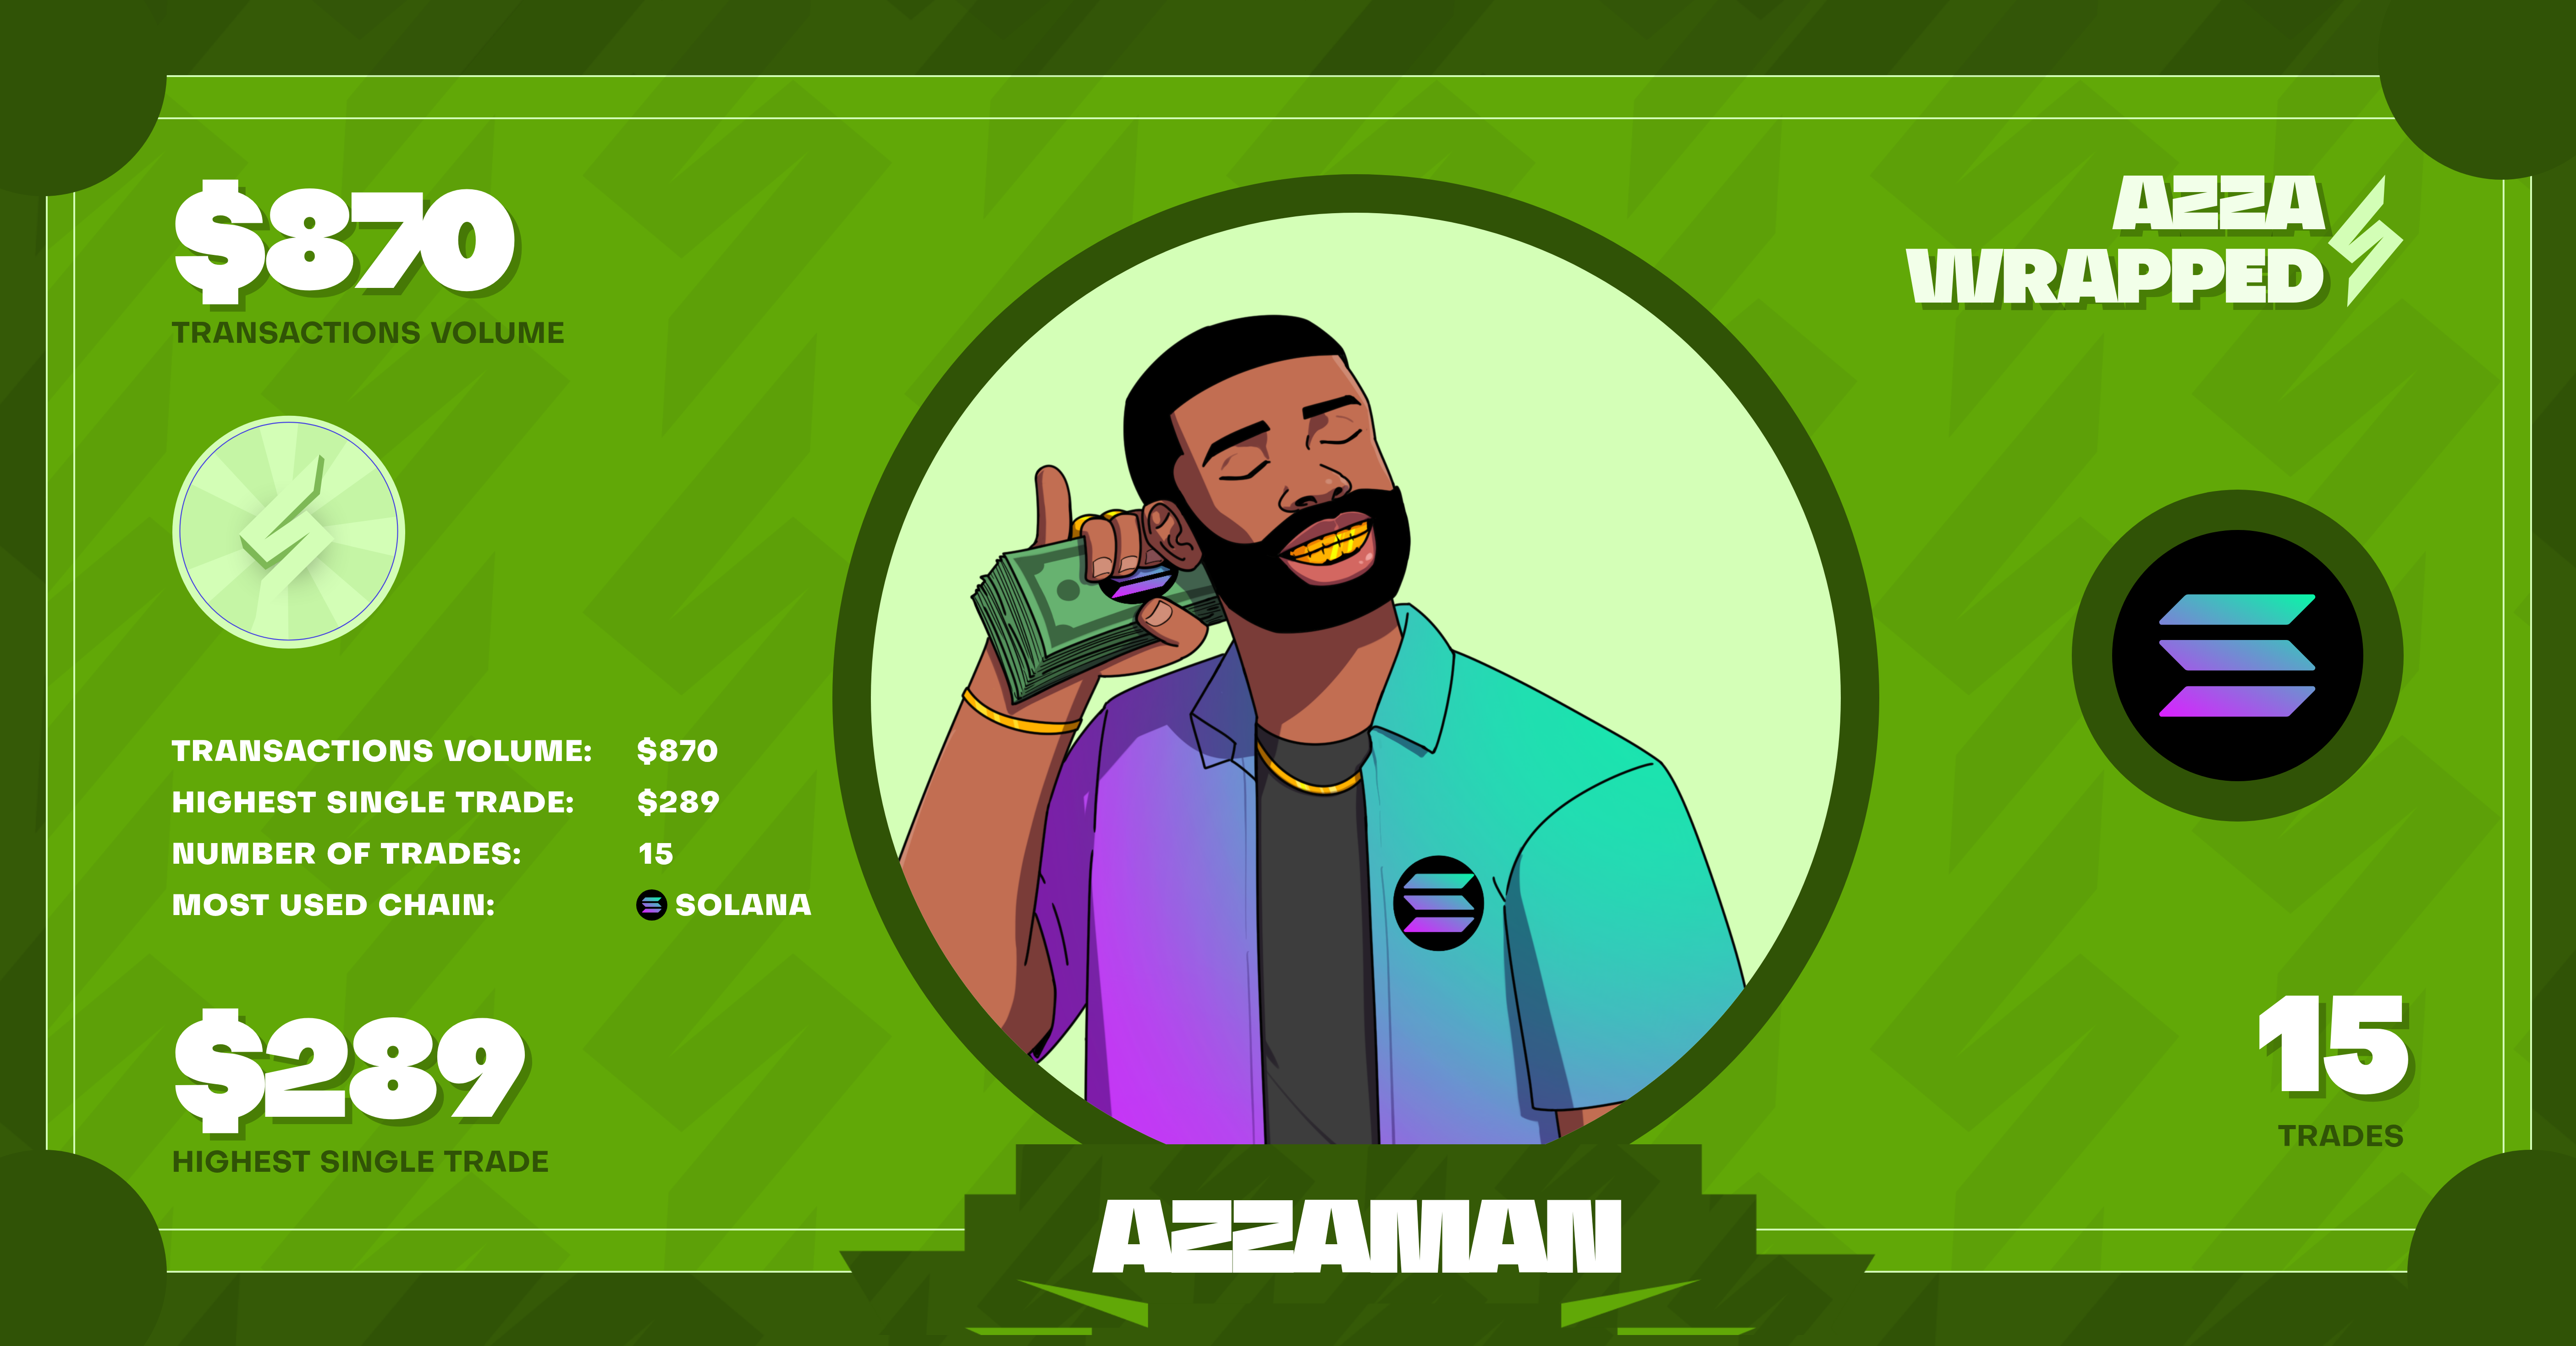 $870
TRANSACTIONS VOLUME
AZZA
WRAPPED
TRANSACTIONS VOLUME: $870
HIGHEST SINGLE TRADE: $289
NUMBER OF TRADES: 15
MOST USED CHAIN: SOLANA
$289
HIGHEST SINGLE TRADE
15
TRADES
AZZAMAN